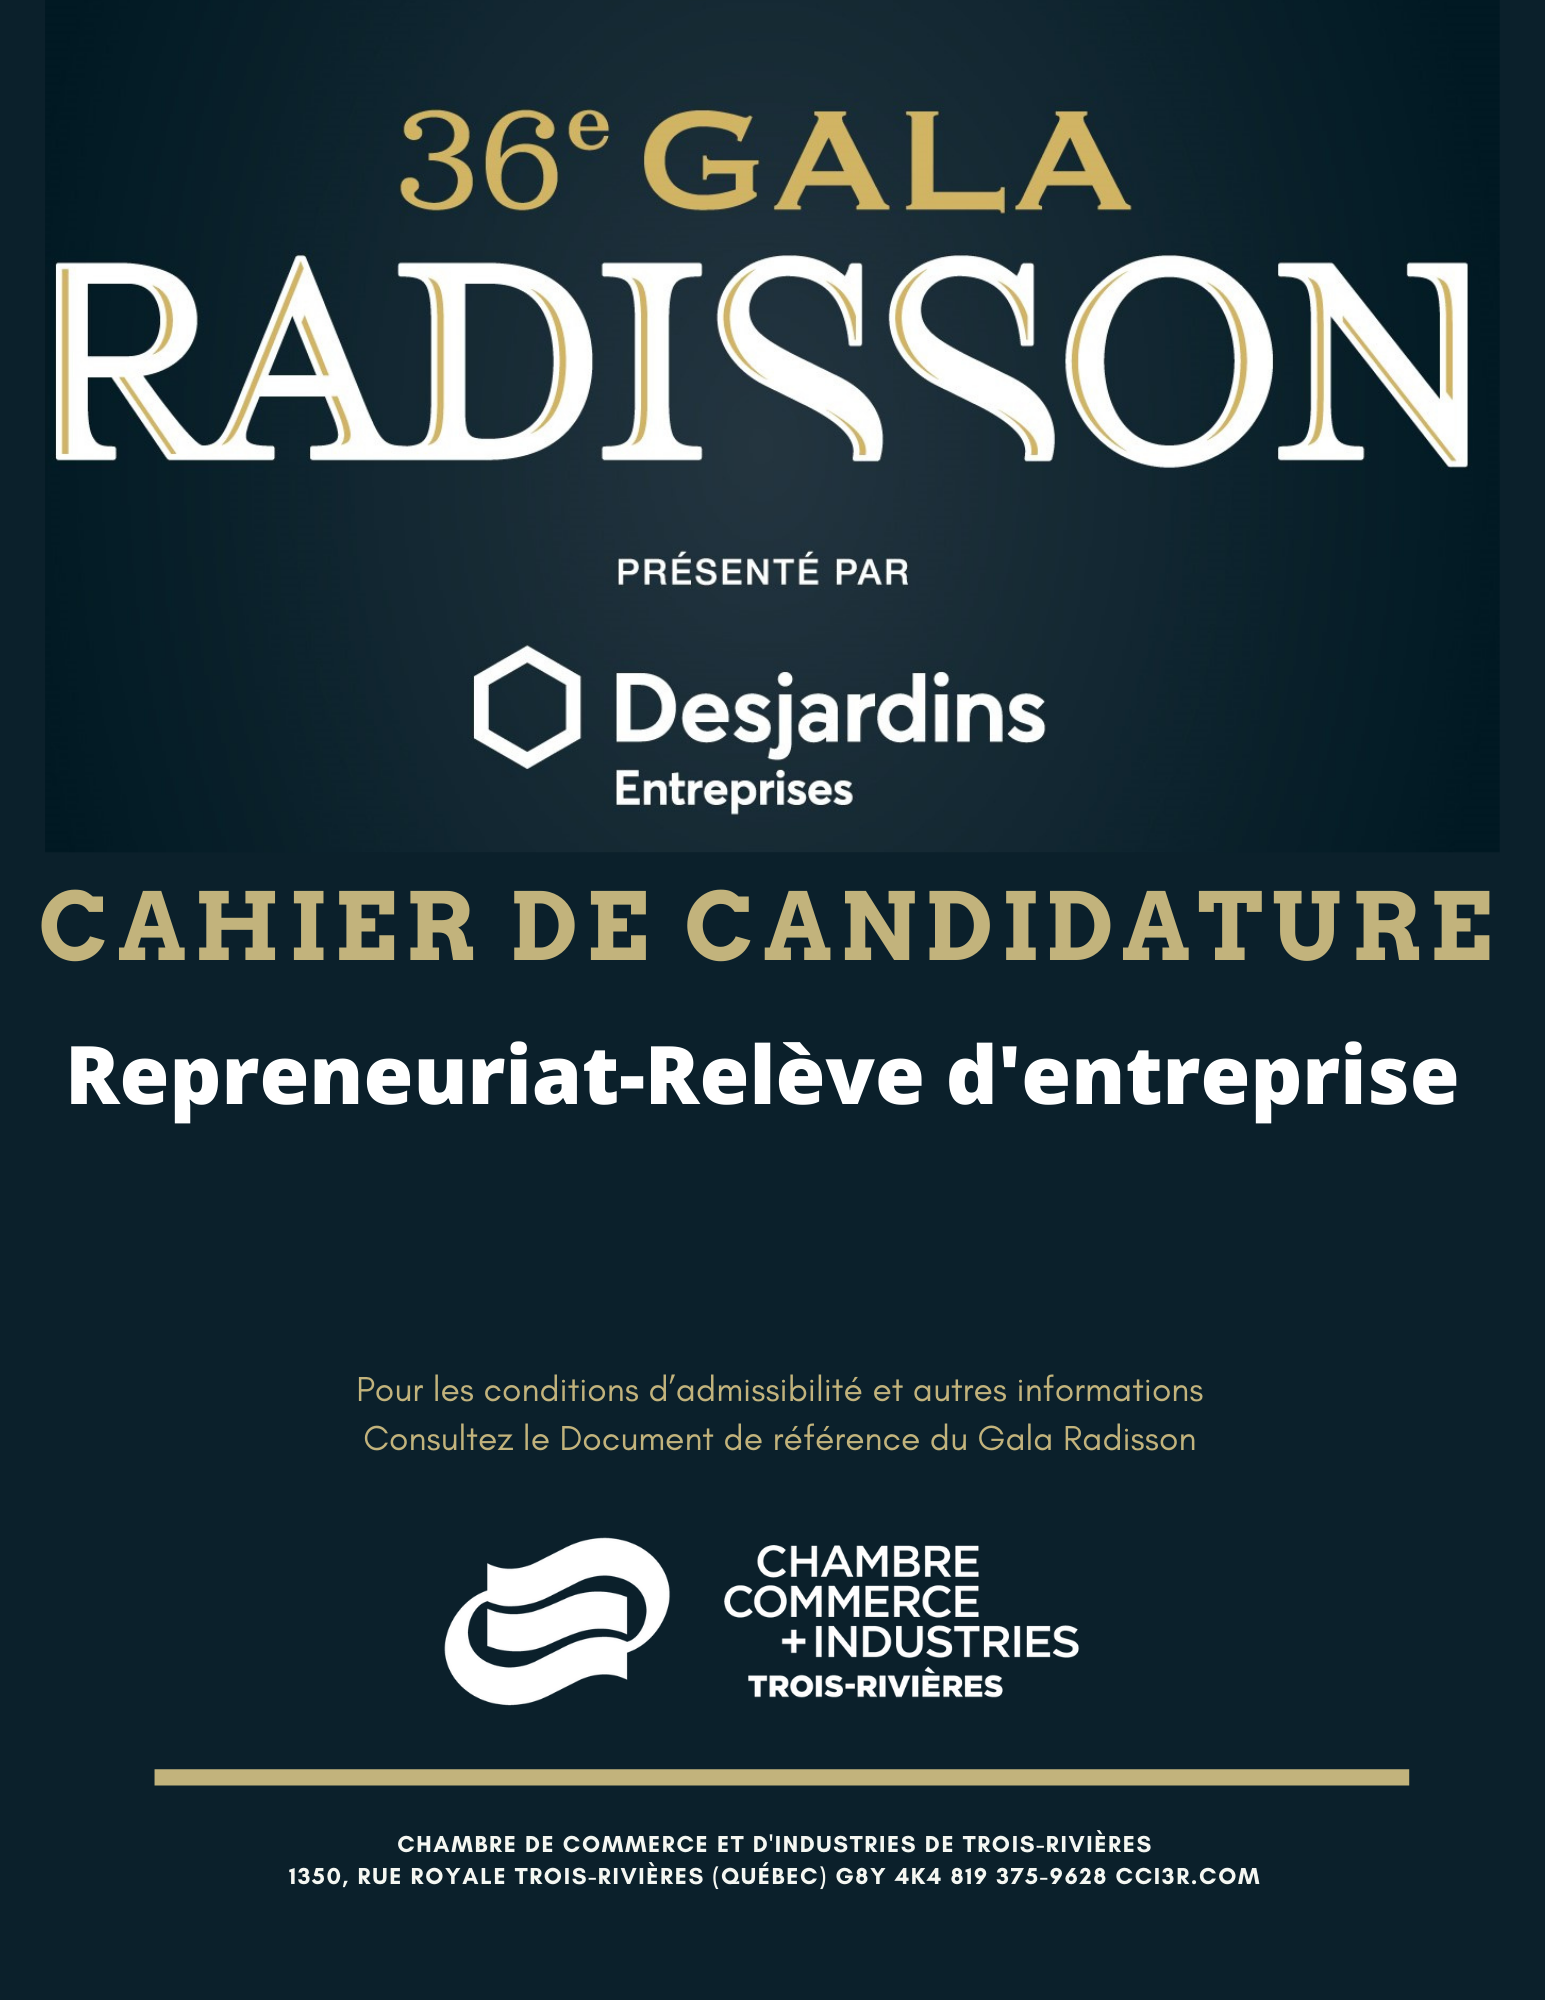 36e GALA
RADISSON
PRÉSENTÉ PAR
Desjardins
Entreprises
CAHIER DE CANDIDATURE
Repreneuriat-Relève d'entreprise
Pour les conditions d’admissibilité et autres informations
Consultez le Document de référence du Gala Radisson
CHAMBRE
COMMERCE
+INDUSTRIES
TROIS-RIVIÈRES
CHAMBRE DE COMMERCE ET D'INDUSTRIES DE TROIS-RIVIÈRES
1350, RUE ROYALE TROIS-RIVIÈRES (QUÉBEC) G8Y 4K4 819 375-9628 CCI3R.COM